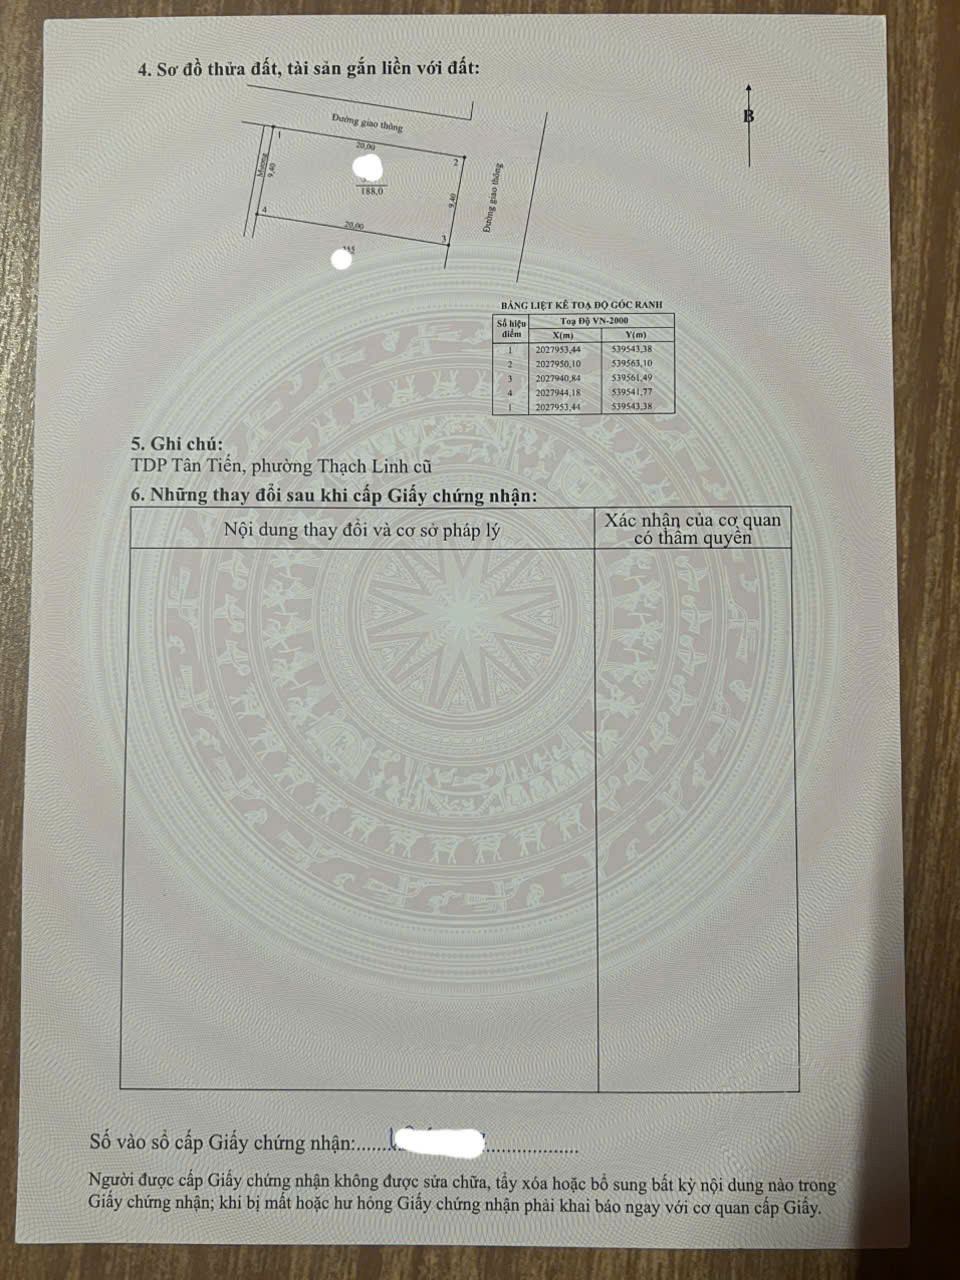 4. Sơ đồ thửa đất, tài sản gắn liền với đất:
B
Đường giao thông
1
20,00
2
Mương
9,40
188,0
9,40
Đường giao thông
4
20,00
3
BẢNG LIỆT KÊ TOẠ ĐỘ GÓC RANH
Số hiệu điểm Toạ Độ VN-2000
X(m) Y(m)
1 2027953,44 539543,38
2 2027950,10 539563,10
3 2027940,84 539561,49
4 2027944,18 539541,77
1 2027953,44 539543,38
5. Ghi chú:
TDP Tân Tiến, phường Thạch Linh cũ
6. Những thay đổi sau khi cấp Giấy chứng nhận:
Nội dung thay đổi và cơ sở pháp lý
Xác nhận của cơ quan
có thẩm quyền
Số vào sổ cấp Giấy chứng nhận:
Người được cấp Giấy chứng nhận không được sửa chữa, tẩy xóa hoặc bổ sung bất kỳ nội dung nào trong
Giấy chứng nhận; khi bị mất hoặc hư hỏng Giấy chứng nhận phải khai báo ngay với cơ quan cấp Giấy.